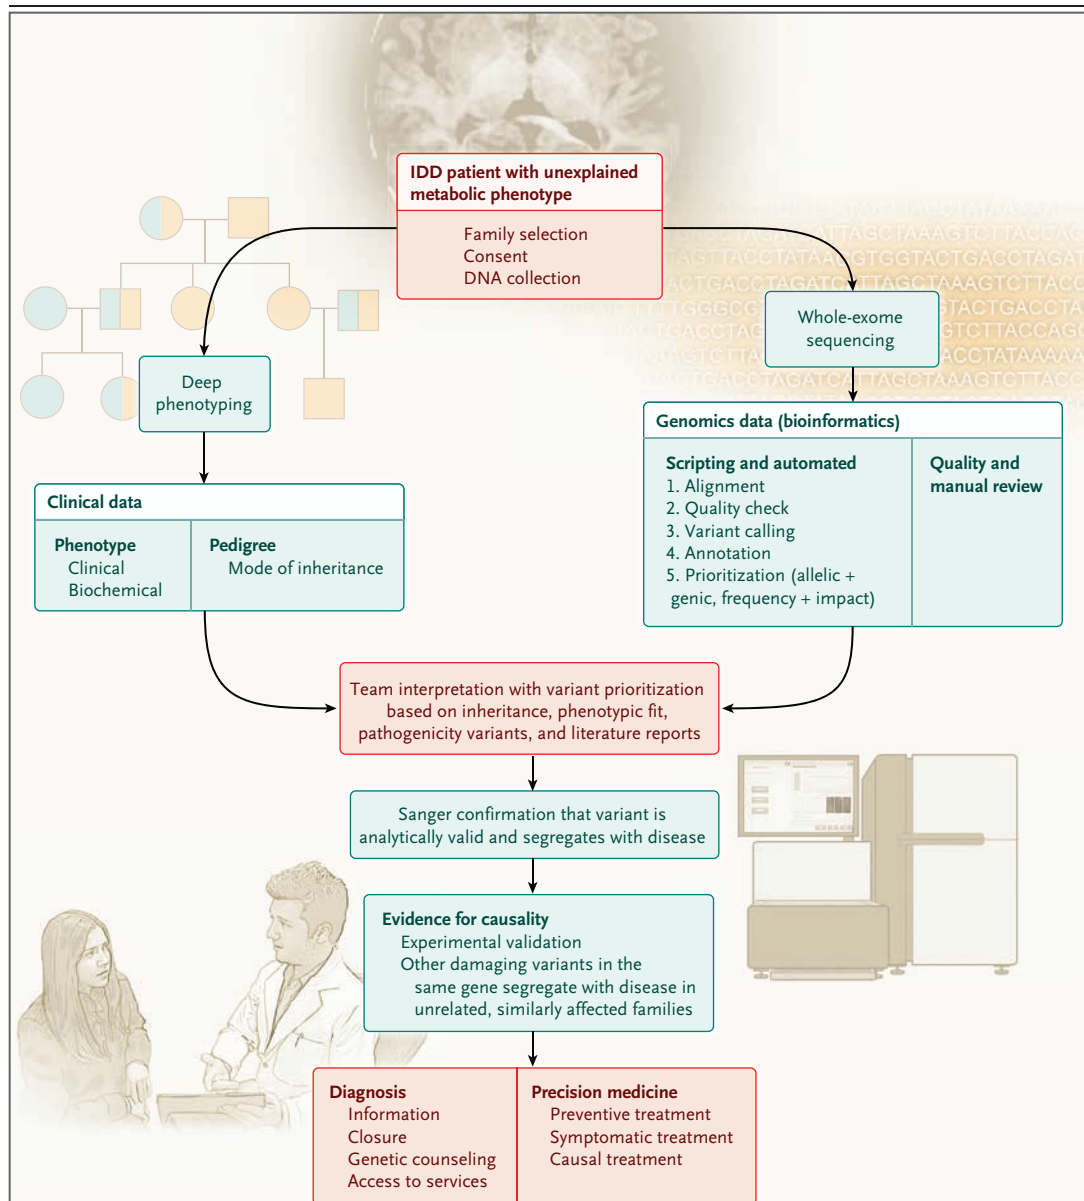 IDD patient with unexplained
metabolic phenotype
Family selection
Consent
DNA collection
Whole-exome
sequencing
Deep
phenotyping
Genomics data (bioinformatics)
Scripting and automated
1. Alignment
2. Quality check
3. Variant calling
4. Annotation
5. Prioritization (allelic +
genic, frequency + impact)
Quality and
manual review
Clinical data
Phenotype
Clinical
Biochemical
Pedigree
Mode of inheritance
Team interpretation with variant prioritization
based on inheritance, phenotypic fit,
pathogenicity variants, and literature reports
Sanger confirmation that variant is
analytically valid and segregates with disease
Evidence for causality
Experimental validation
Other damaging variants in the
same gene segregate with disease in
unrelated, similarly affected families
Diagnosis
Information
Closure
Genetic counseling
Access to services
Precision medicine
Preventive treatment
Symptomatic treatment
Causal treatment